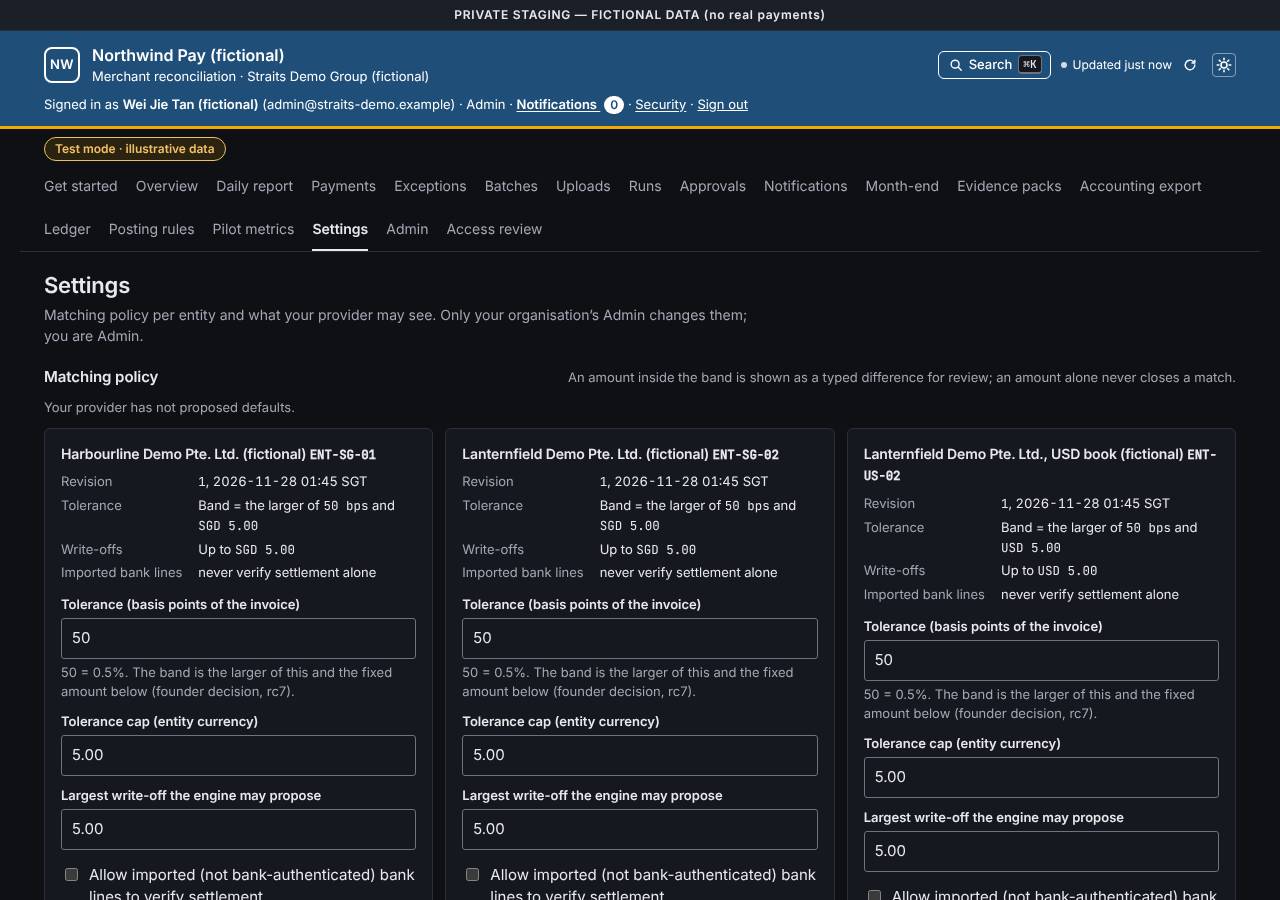 PRIVATE STAGING — FICTIONAL DATA (no real payments)
NW
Northwind Pay (fictional)
Merchant reconciliation · Straits Demo Group (fictional)
Search ⌘K
Updated just now
Signed in as Wei Jie Tan (fictional) (admin@straits-demo.example) · Admin · Notifications 0 · Security · Sign out
Test mode · illustrative data
Get started Overview Daily report Payments Exceptions Batches Uploads Runs Approvals Notifications Month-end Evidence packs Accounting export
Ledger Posting rules Pilot metrics Settings Admin Access review
Settings
Matching policy per entity and what your provider may see. Only your organisation’s Admin changes them;
you are Admin.
Matching policy
An amount inside the band is shown as a typed difference for review; an amount alone never closes a match.
Your provider has not proposed defaults.
Harbourline Demo Pte. Ltd. (fictional) ENT-SG-01
Revision 1, 2026-11-28 01:45 SGT
Tolerance Band = the larger of 50 bps and
SGD 5.00
Write-offs Up to SGD 5.00
Imported bank lines never verify settlement alone
Tolerance (basis points of the invoice)
50
50 = 0.5%. The band is the larger of this and the fixed
amount below (founder decision, rc7).
Tolerance cap (entity currency)
5.00
Largest write-off the engine may propose
5.00
Allow imported (not bank-authenticated) bank
lines to verify settlement
Lanternfield Demo Pte. Ltd. (fictional) ENT-SG-02
Revision 1, 2026-11-28 01:45 SGT
Tolerance Band = the larger of 50 bps and
SGD 5.00
Write-offs Up to SGD 5.00
Imported bank lines never verify settlement alone
Tolerance (basis points of the invoice)
50
50 = 0.5%. The band is the larger of this and the fixed
amount below (founder decision, rc7).
Tolerance cap (entity currency)
5.00
Largest write-off the engine may propose
5.00
Allow imported (not bank-authenticated) bank
lines to verify settlement
Lanternfield Demo Pte. Ltd., USD book (fictional) ENT-
US-02
Revision 1, 2026-11-28 01:45 SGT
Tolerance Band = the larger of 50 bps and
USD 5.00
Write-offs Up to USD 5.00
Imported bank lines never verify settlement alone
Tolerance (basis points of the invoice)
50
50 = 0.5%. The band is the larger of this and the fixed
amount below (founder decision, rc7).
Tolerance cap (entity currency)
5.00
Largest write-off the engine may propose
5.00
Allow imported (not bank-authenticated) bank